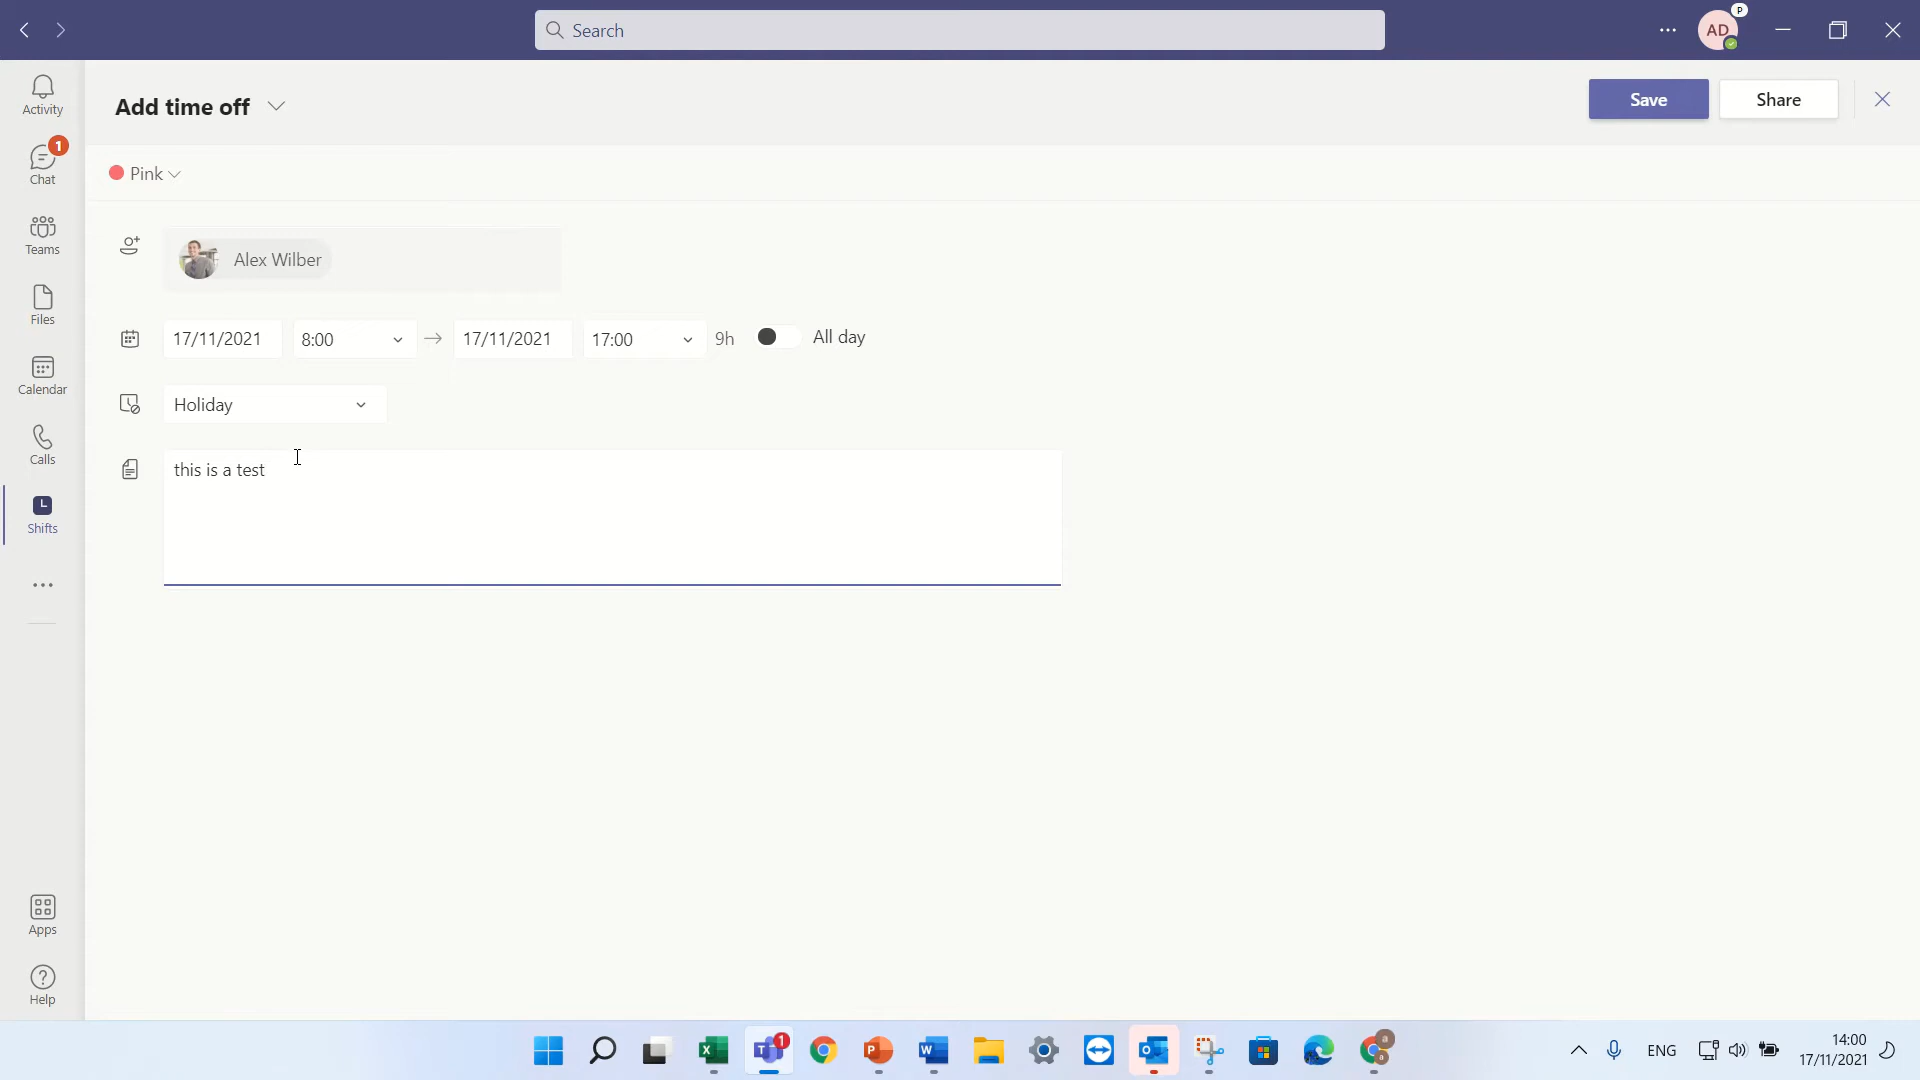 Search
AD
P
Activity
Add time off
Save
Share
1
Chat
Pink
Teams
Alex Wilber
Files
17/11/2021 8:00 17/11/2021 17:00 9h All day
Calendar
Holiday
Calls
this is a test
Shifts
Apps
Help
1
a
a
ENG
14:00
17/11/2021